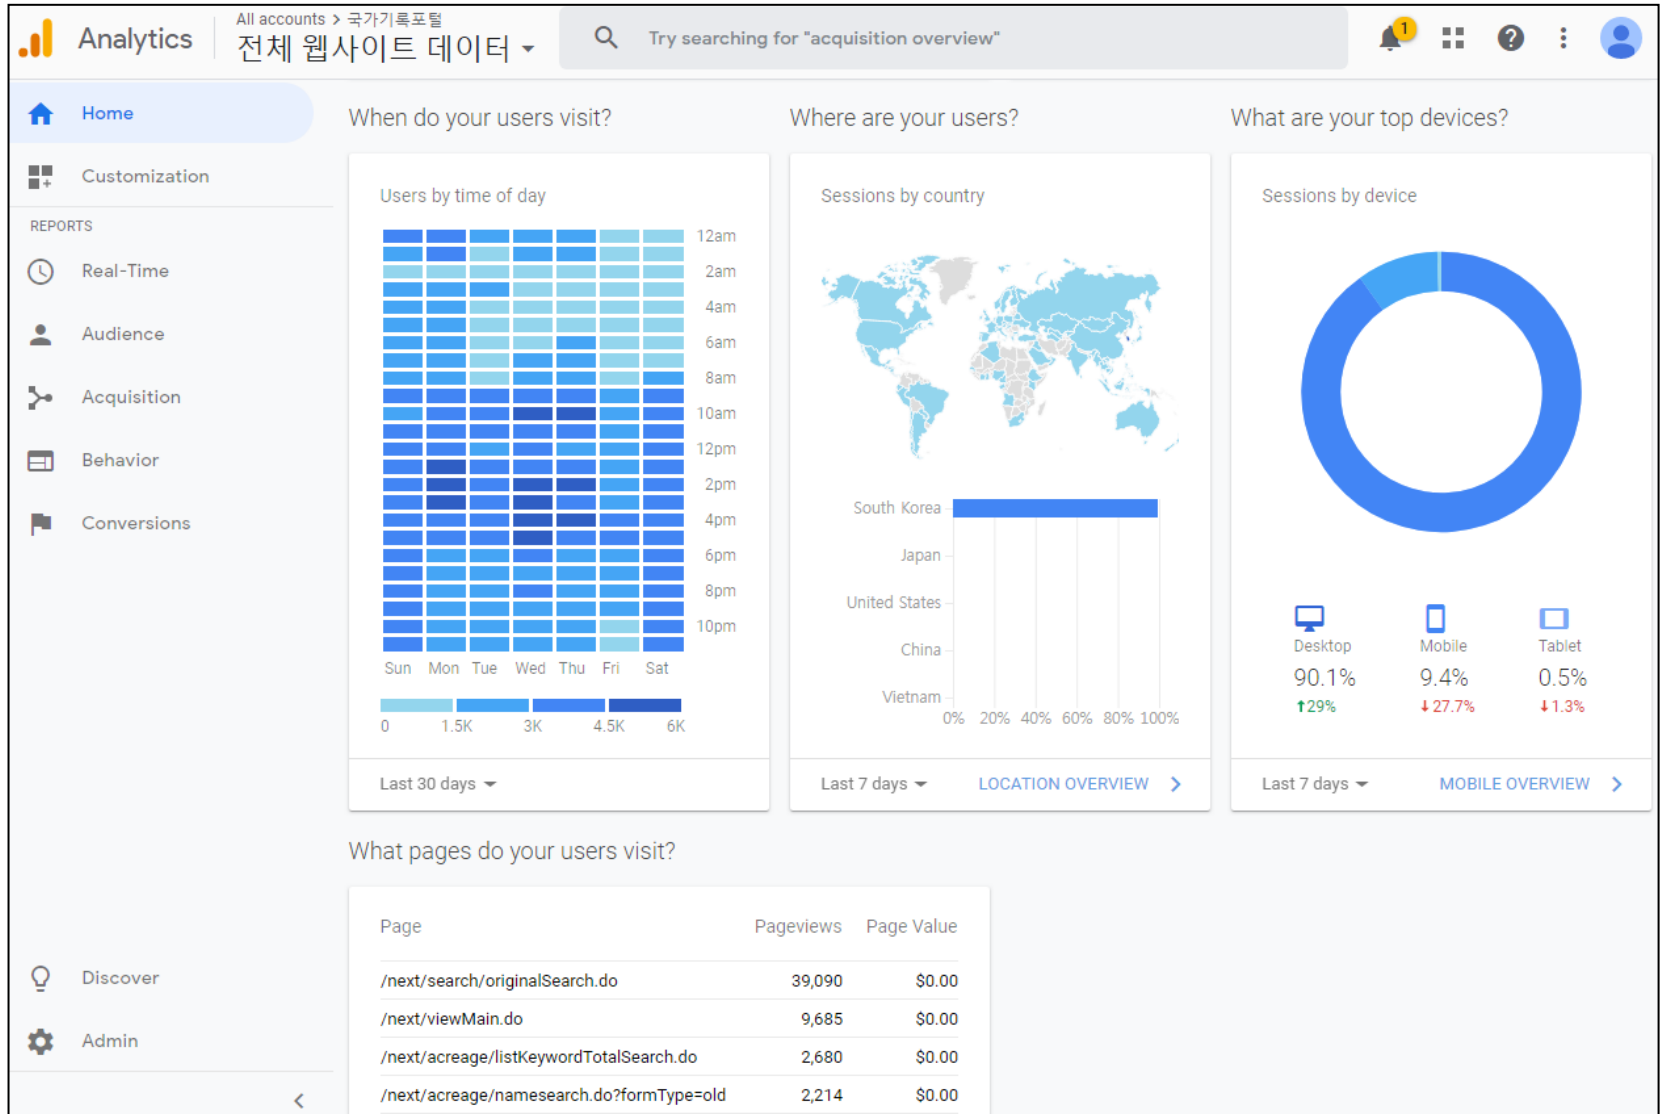 Analytics
All accounts > 국가기록포털
전체 웹사이트 데이터
Try searching for "acquisition overview"
1
Home
Customization
REPORTS
Real-Time
Audience
Acquisition
Behavior
Conversions
Discover
Admin
When do your users visit?
Users by time of day
12am
2am
4am
6am
8am
10am
12pm
2pm
4pm
6pm
8pm
10pm
Sun Mon Tue Wed Thu Fri Sat
0 1.5K 3K 4.5K 6K
Last 30 days
Where are your users?
Sessions by country
South Korea
Japan
United States
China
Vietnam
0% 20% 40% 60% 80% 100%
Last 7 days LOCATION OVERVIEW
What are your top devices?
Sessions by device
Desktop Mobile Tablet
90.1% 9.4% 0.5%
29% 27.7% 1.3%
Last 7 days MOBILE OVERVIEW
What pages do your users visit?
Page Pageviews Page Value
/next/search/originalSearch.do 39,090 $0.00
/next/viewMain.do 9,685 $0.00
/next/acreage/listKeywordTotalSearch.do 2,680 $0.00
/next/acreage/namesearch.do?formType=old 2,214 $0.00